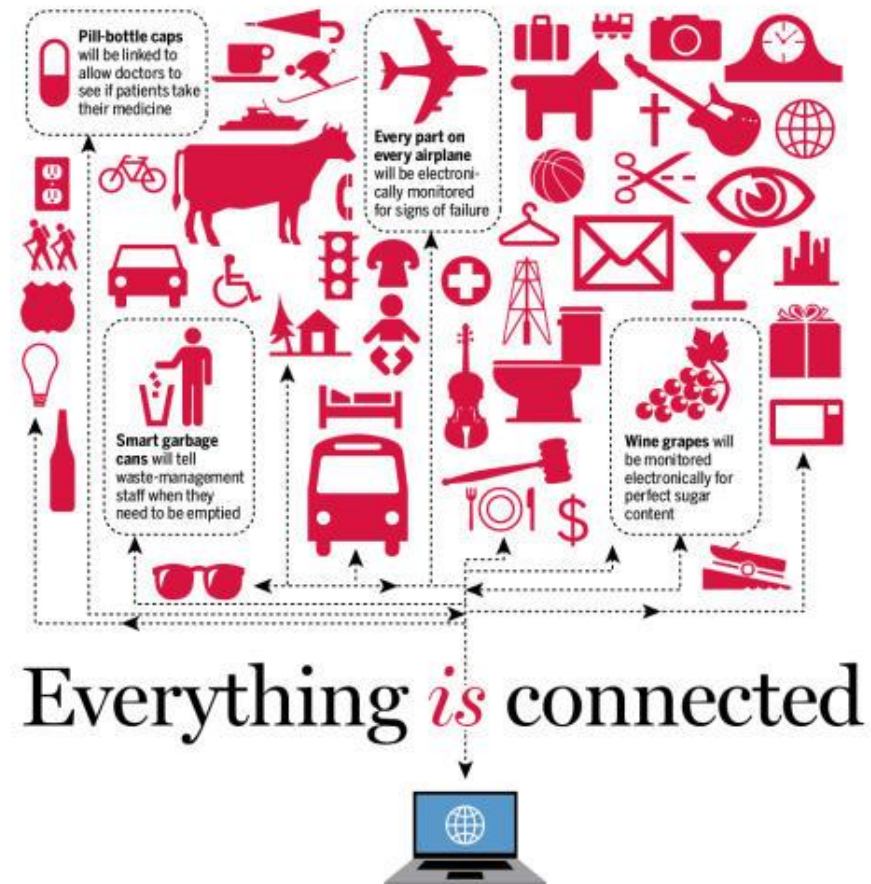 Pill-bottle caps
will be linked to
allow doctors to
see if patients take
their medicine
Every part on
every airplane
will be electroni-
cally monitored
for signs of failure
Smart garbage
cans will tell
waste-management
staff when they
need to be emptied
Wine grapes will
be monitored
electronically for
perfect sugar
content
$
Everything is connected